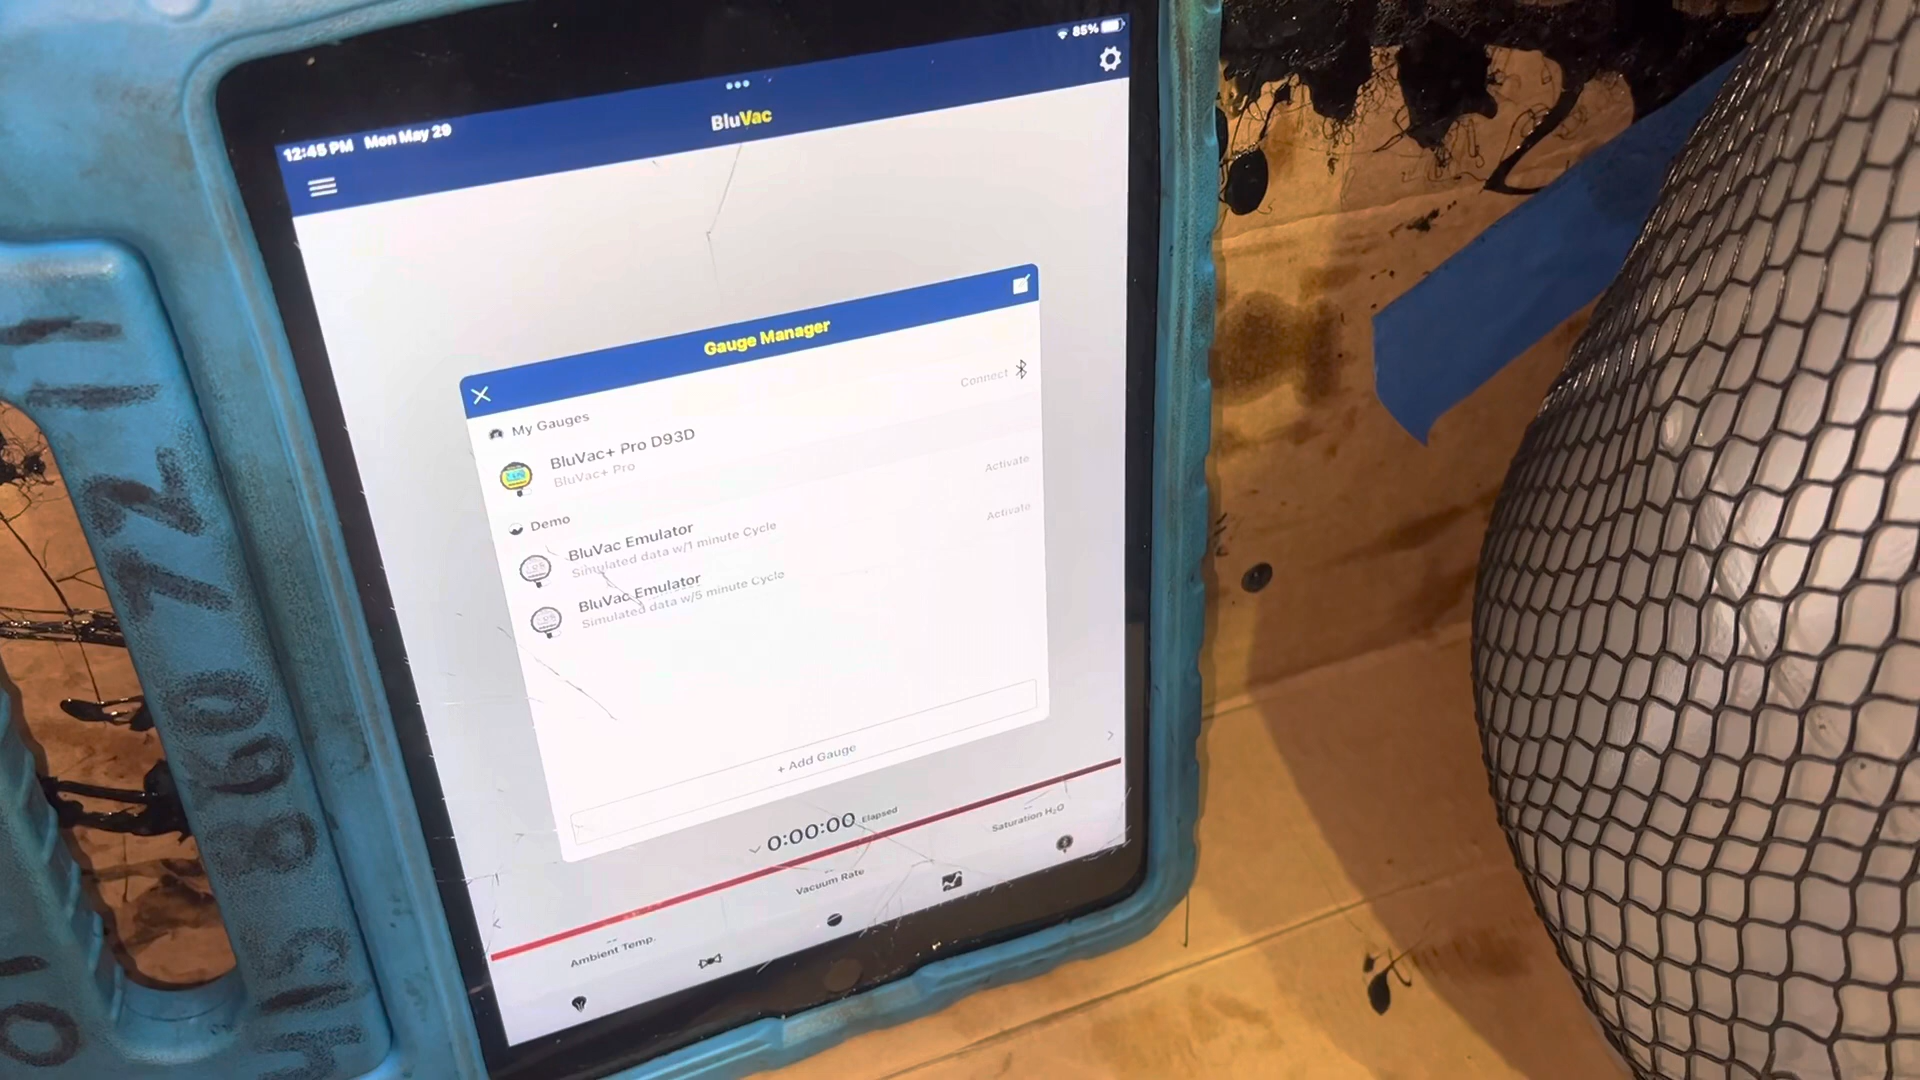 12:45 PM Mon May 29
85%
BluVac
Gauge Manager
My Gauges
Connect
BluVac+ Pro D93D
BluVac+ Pro
Demo
Activate
BluVac Emulator
Simulated data w/1 minute Cycle
Activate
BluVac Emulator
Simulated data w/5 minute Cycle
+ Add Gauge
0:00:00 Elapsed
Ambient Temp.
Vacuum Rate
Saturation H₂O